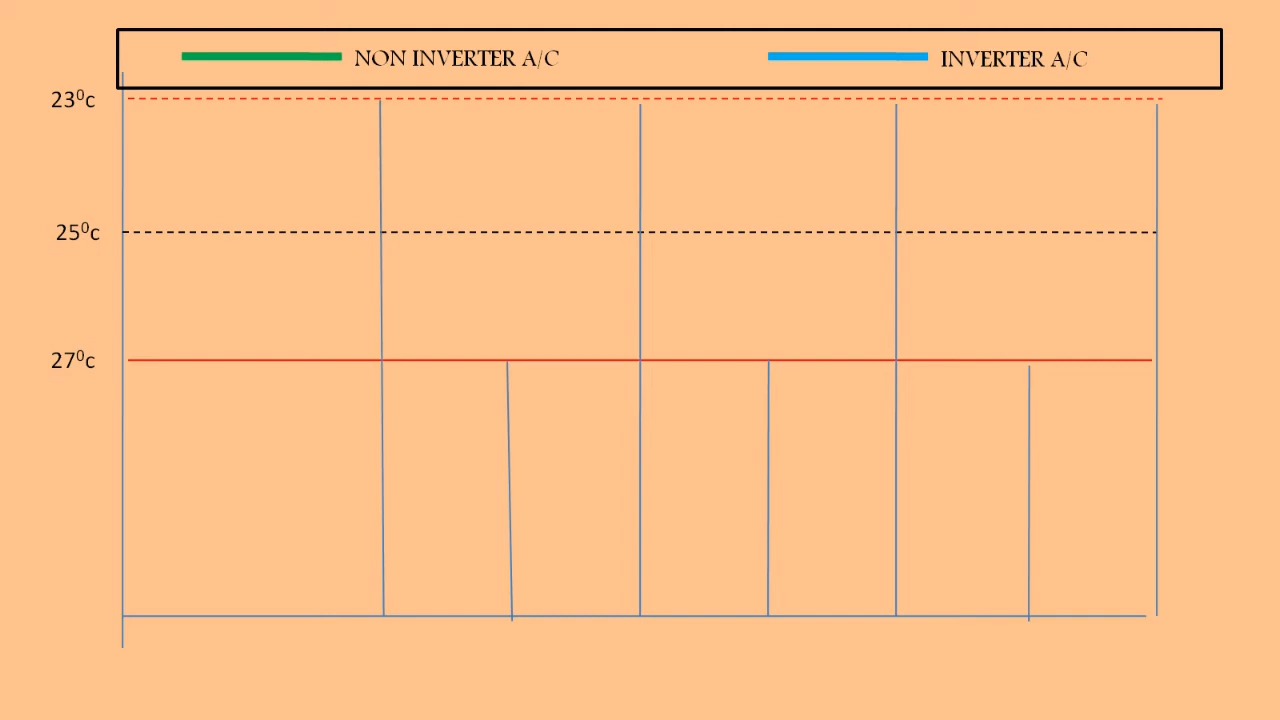 NON INVERTER A/C INVERTER A/C
23⁰c
25⁰c
27⁰c